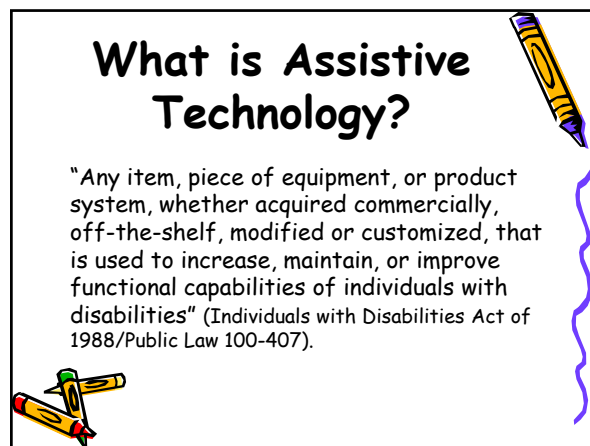 What is Assistive
Technology?
“Any item, piece of equipment, or product
system, whether acquired commercially,
off-the-shelf, modified or customized, that
is used to increase, maintain, or improve
functional capabilities of individuals with
disabilities” (Individuals with Disabilities Act of
1988/Public Law 100-407).